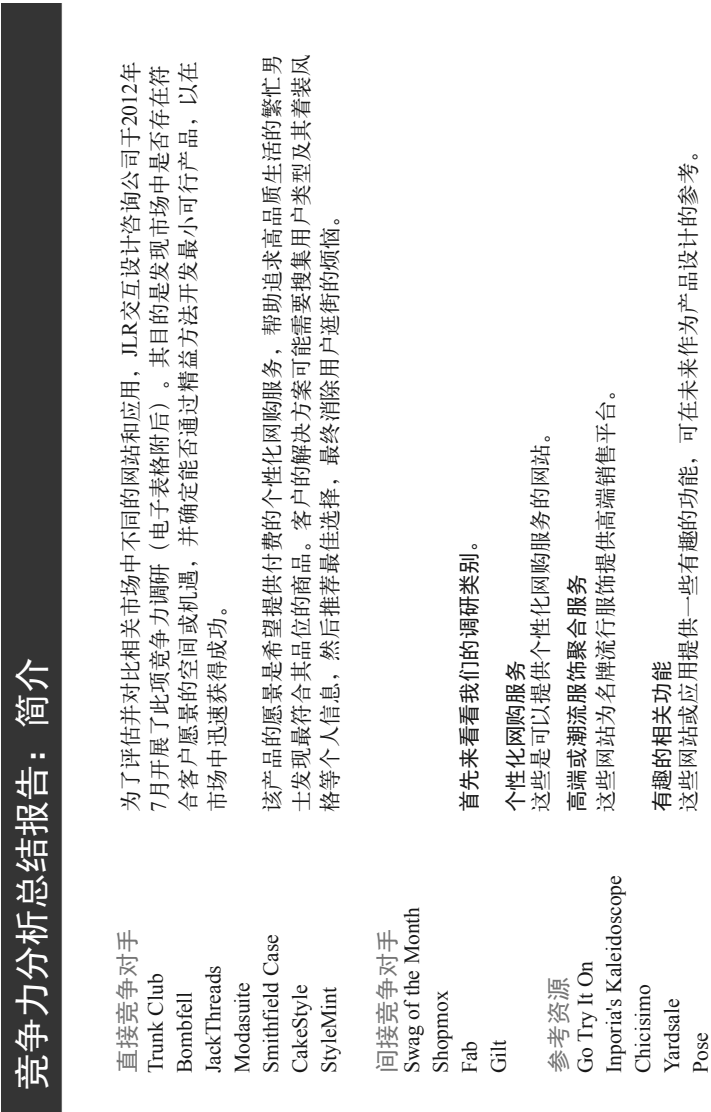 竞争力分析总结报告：简介
直接竞争对手
Trunk Club
Bombfell
JackThreads
Modasuite
Smithfield Case
CakeStyle
StyleMint
间接竞争对手
Swag of the Month
Shopmox
Fab
Gilt
参考资源
Go Try It On
Inporia's Kaleidoscope
Chicisimo
Yardsale
Pose
为了评估并对比相关市场中不同的网站和应用，JLR交互设计咨询公司于2012年
7月开展了此项竞争力调研（电子表格附后）。其目的是发现市场中是否存在符
合客户愿景的空间或机遇，并确定能否通过精益方法开发最小可行产品，以在
市场中迅速获得成功。
该产品的愿景是希望提供付费的个性化网购服务，帮助追求高品质生活的繁忙男
士发现最符合其品位的商品。客户的解决方案可能需要搜集用户类型及其着装风
格等个人信息，然后推荐最佳选择，最终消除用户逛街的烦恼。
首先来看看我们的调研类别。
个性化网购服务
这些是可以提供个性化网购服务的网站。
高端或潮流服饰聚合服务
这些网站为名牌流行服饰提供高端销售平台。
有趣的相关功能
这些网站或应用提供一些有趣的功能，可在未来作为产品设计的参考。